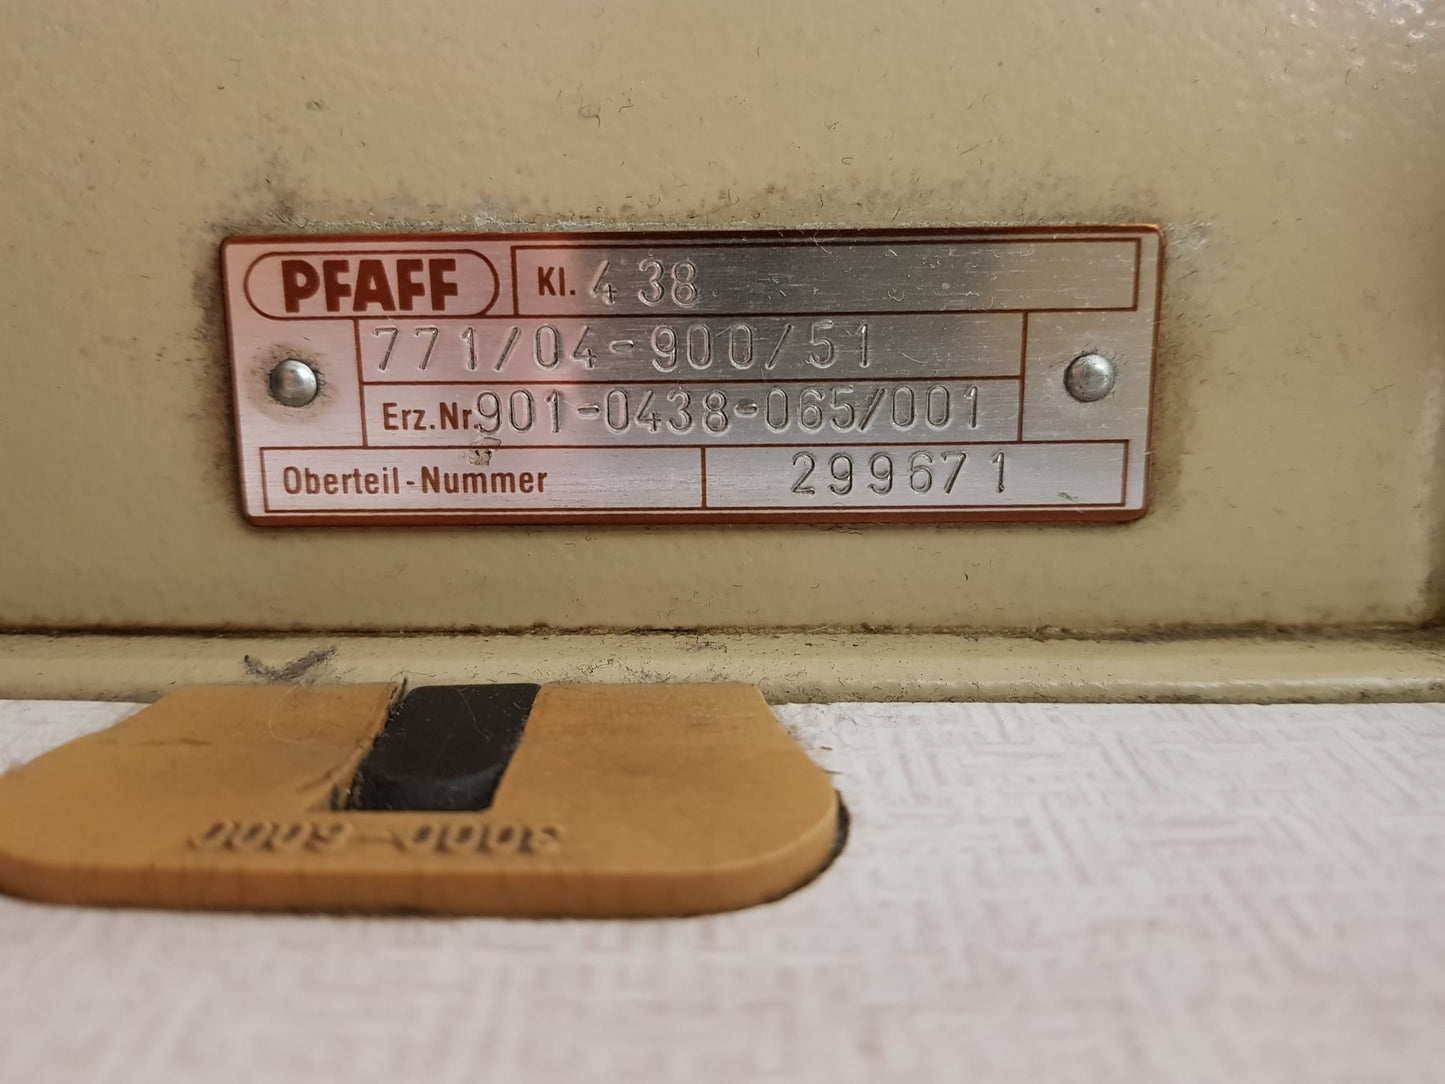 PFAFF Kl. 438
771/04-900/51
Erz.Nr. 901-0438-065/001
Oberteil-Nummer 299671